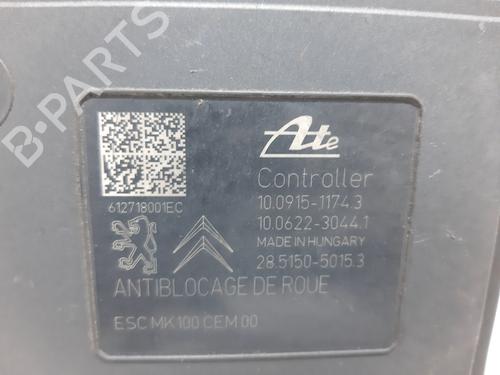 B-PARTS
Ate
Controller
612718001EC
10.0915-1174.3
10.0622-3044.1
MADE IN HUNGARY
28.5150-5015.3
ANTIBLOCAGE DE ROUE
ESC MK100 CEM 00